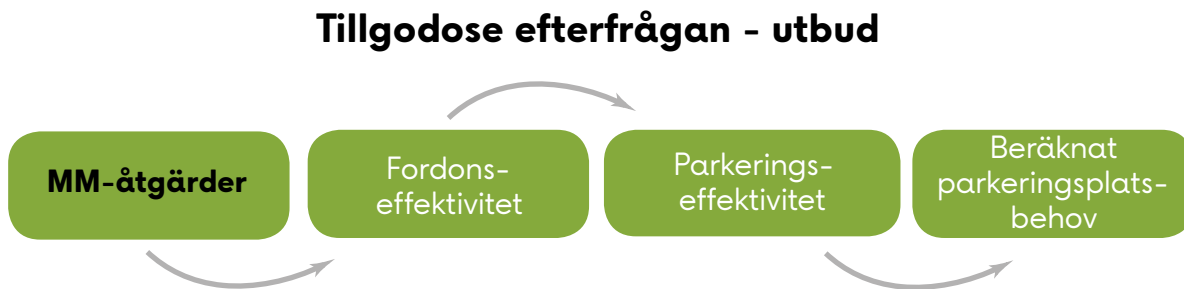 Tillgodose efterfrågan - utbud
MM-åtgärder
Fordons-
effektivitet
Parkerings-
effektivitet
Beräknat
parkeringsplats-
behov